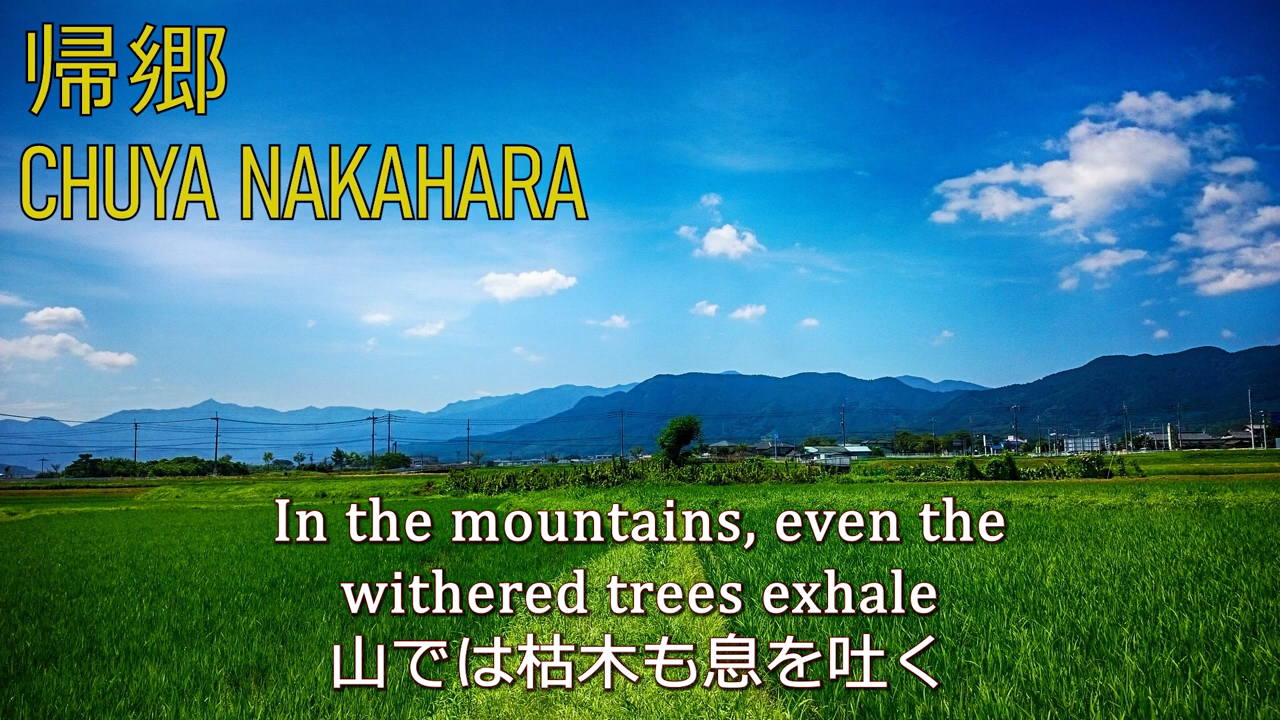 帰郷
CHUYA NAKAHARA
In the mountains, even the
withered trees exhale
山では枯木も息を吐く